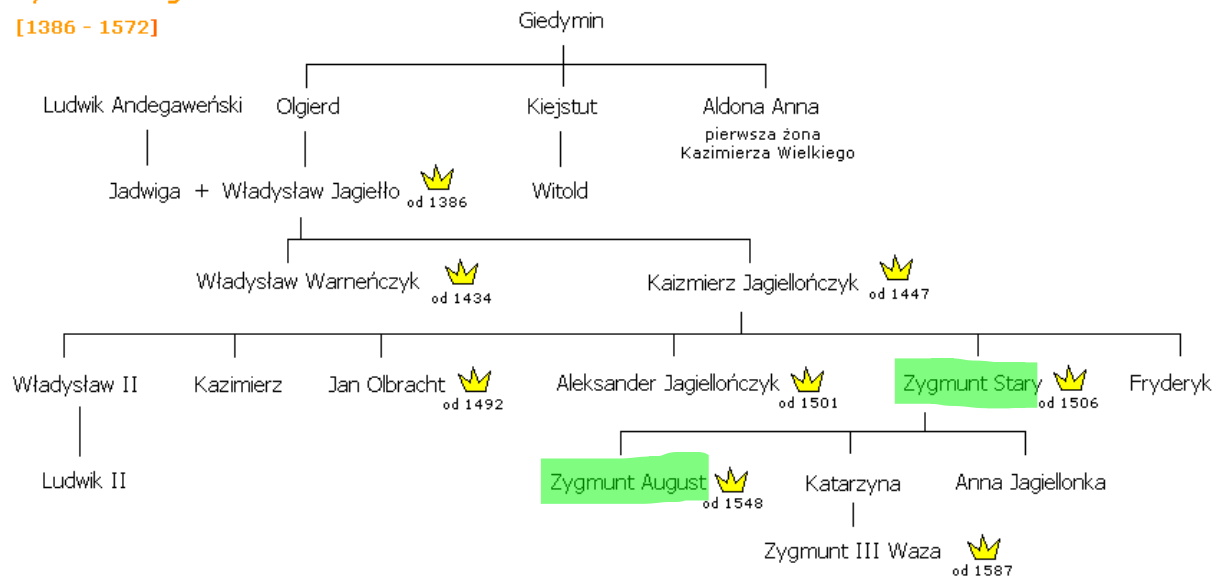 [1386 - 1572]
Giedymin
Ludwik Andegaweński Olgierd Kiejstut Aldona Anna
pierwsza żona
Kazimierza Wielkiego
Jadwiga + Władysław Jagiełło od 1386 Witold
Władysław Warneńczyk od 1434 Kaizmierz Jagiellończyk od 1447
Władysław II Kazimierz Jan Olbracht od 1492 Aleksander Jagiellończyk od 1501 Zygmunt Stary od 1506 Fryderyk
Ludwik II Zygmunt August od 1548 Katarzyna Anna Jagiellonka
Zygmunt III Waza od 1587